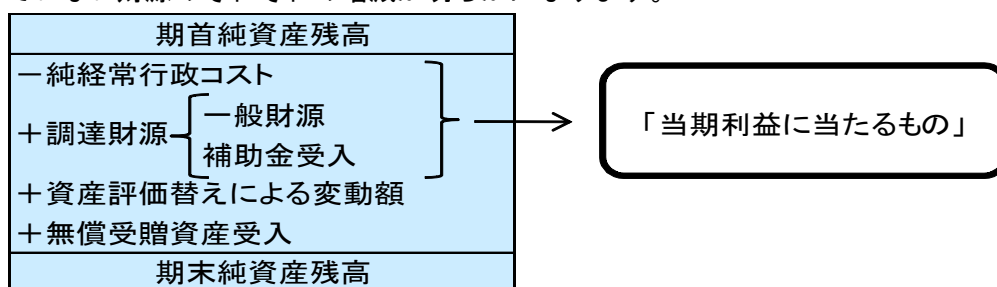 期首純資産残高
－純経常行政コスト
＋調達財源
一般財源
補助金受入
＋資産評価替えによる変動額
＋無償受贈資産受入
期末純資産残高
「当期利益に当たるもの」